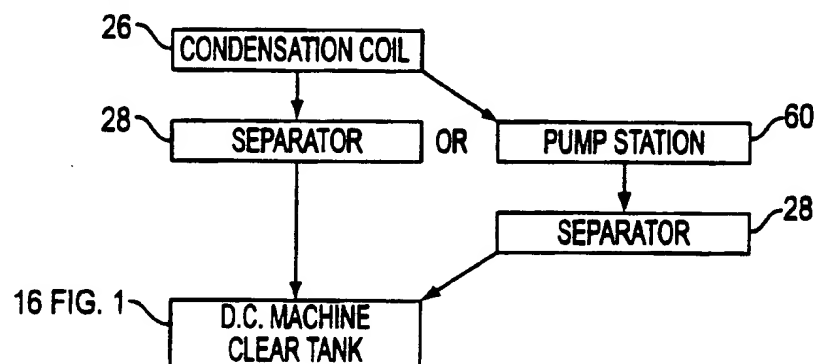 26
CONDENSATION COIL
28
SEPARATOR
OR
PUMP STATION
60
SEPARATOR
28
16 FIG. 1
D.C. MACHINE
CLEAR TANK